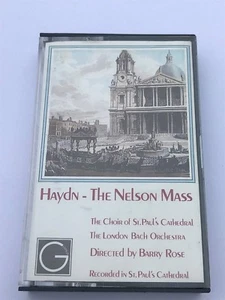 Haydn - The Nelson Mass
The Choir of St. Paul's Cathedral
The London Bach Orchestra
Directed by Barry Rose
Recorded in St. Paul's Cathedral
G